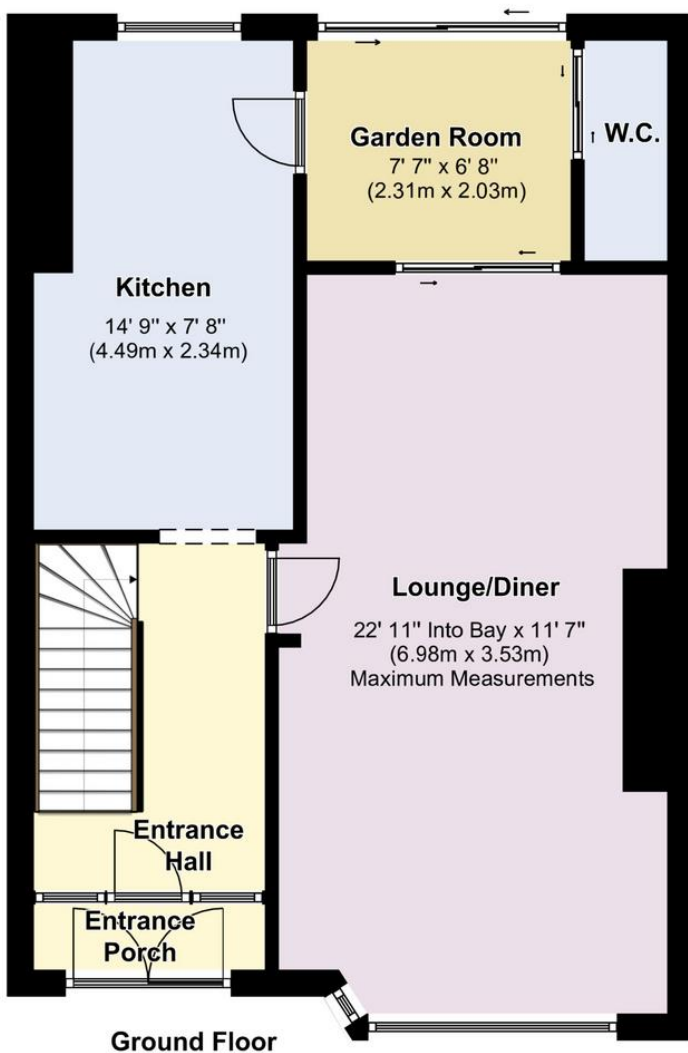 Garden Room
7' 7" x 6' 8"
(2.31m x 2.03m)
W.C.
Kitchen
14' 9" x 7' 8"
(4.49m x 2.34m)
Lounge/Diner
22' 11" Into Bay x 11' 7"
(6.98m x 3.53m)
Maximum Measurements
Entrance
Hall
Entrance
Porch
Ground Floor